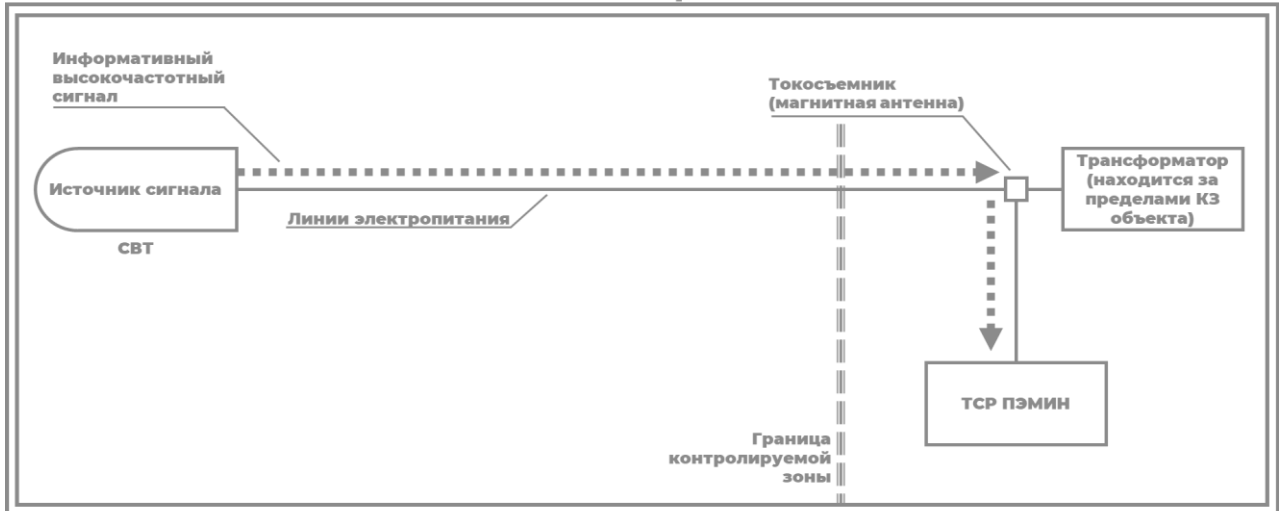 Информативный
высокочастотный
сигнал
Токосъемник
(магнитная антенна)
Источник сигнала
СВТ
Линии электропитания
Трансформатор
(находится за
пределами КЗ
объекта)
ТСР ПЭМИН
Граница
контролируемой
зоны